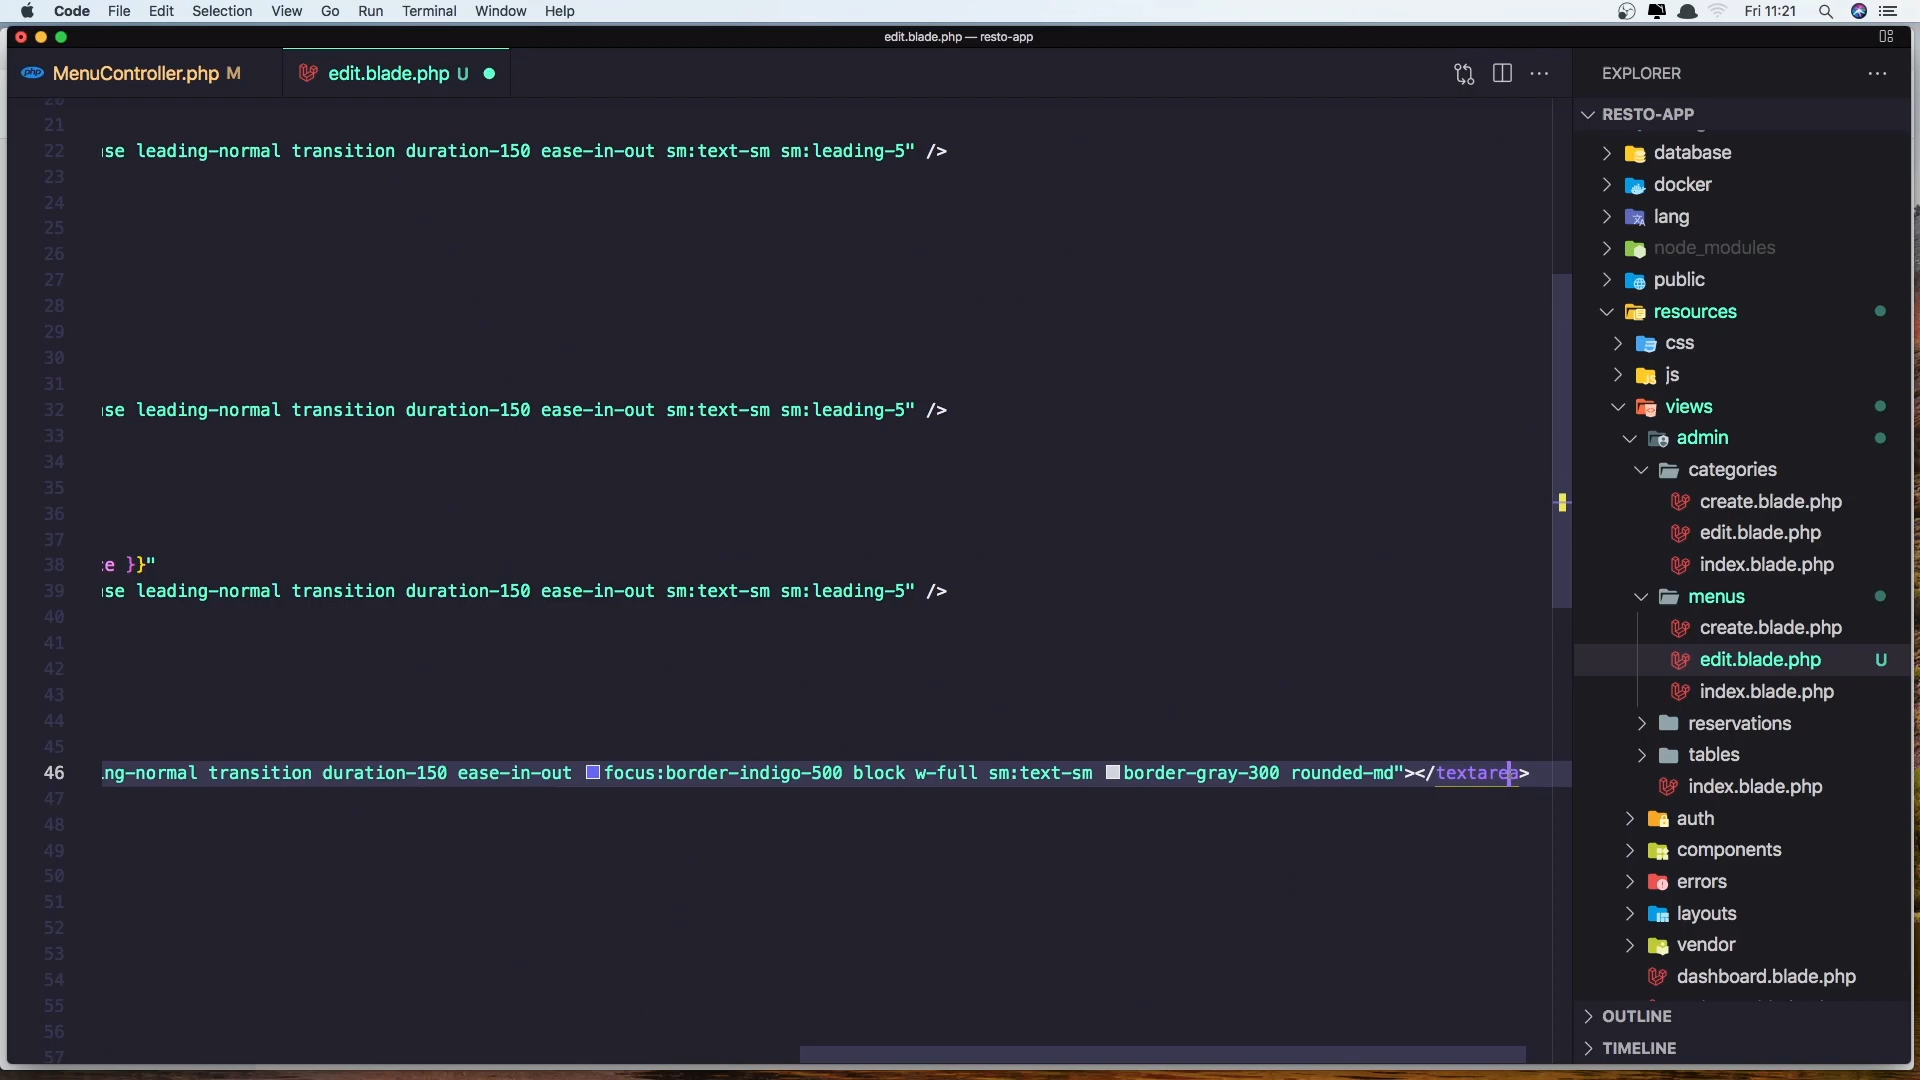 Code File Edit Selection View Go Run Terminal Window Help Fri 11:21
edit.blade.php — resto-app
php MenuController.php M edit.blade.php U
EXPLORER
RESTO-APP
database
docker
lang
node_modules
public
resources
css
js
views
admin
categories
create.blade.php
edit.blade.php
index.blade.php
menus
create.blade.php
edit.blade.php U
index.blade.php
reservations
tables
index.blade.php
auth
components
errors
layouts
vendor
dashboard.blade.php
OUTLINE
TIMELINE
20
21
22 se leading-normal transition duration-150 ease-in-out sm:text-sm sm:leading-5" />
23
24
25
26
27
28
29
30
31
32 se leading-normal transition duration-150 ease-in-out sm:text-sm sm:leading-5" />
33
34
35
36
37
38 e }}"
39 se leading-normal transition duration-150 ease-in-out sm:text-sm sm:leading-5" />
40
41
42
43
44
45
46 ng-normal transition duration-150 ease-in-out focus:border-indigo-500 block w-full sm:text-sm border-gray-300 rounded-md"></textarea>
47
48
49
50
51
52
53
54
55
56
57